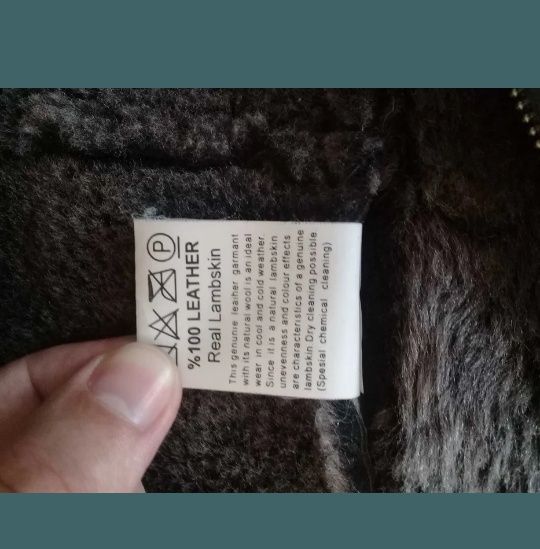 P
%100 LEATHER
Real Lambskin
This genunie leaiher garmant
with its natural wool is an ideal
wear in cool and cold weather
Since it is a natural lambskin
unevenness and colour effects
are characteristics of a genuine
lambskin Dry cleaning possible
(Spesial chemical cleaning)